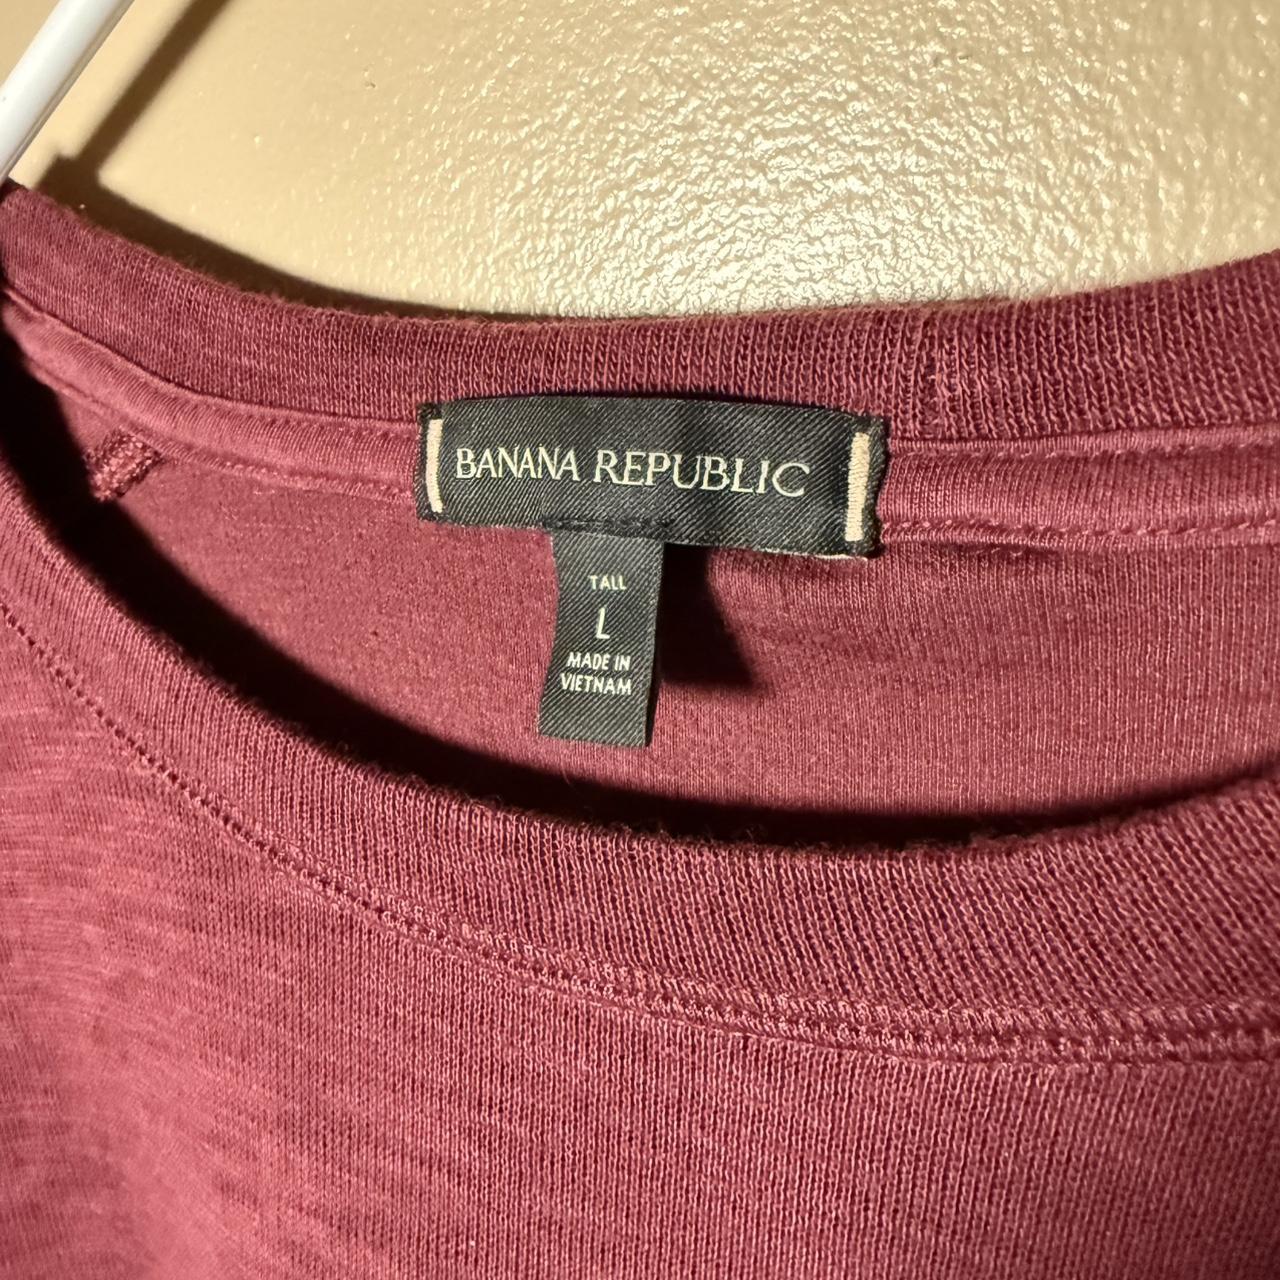 BANANA REPUBLIC
TALL
L
MADE IN
VIETNAM